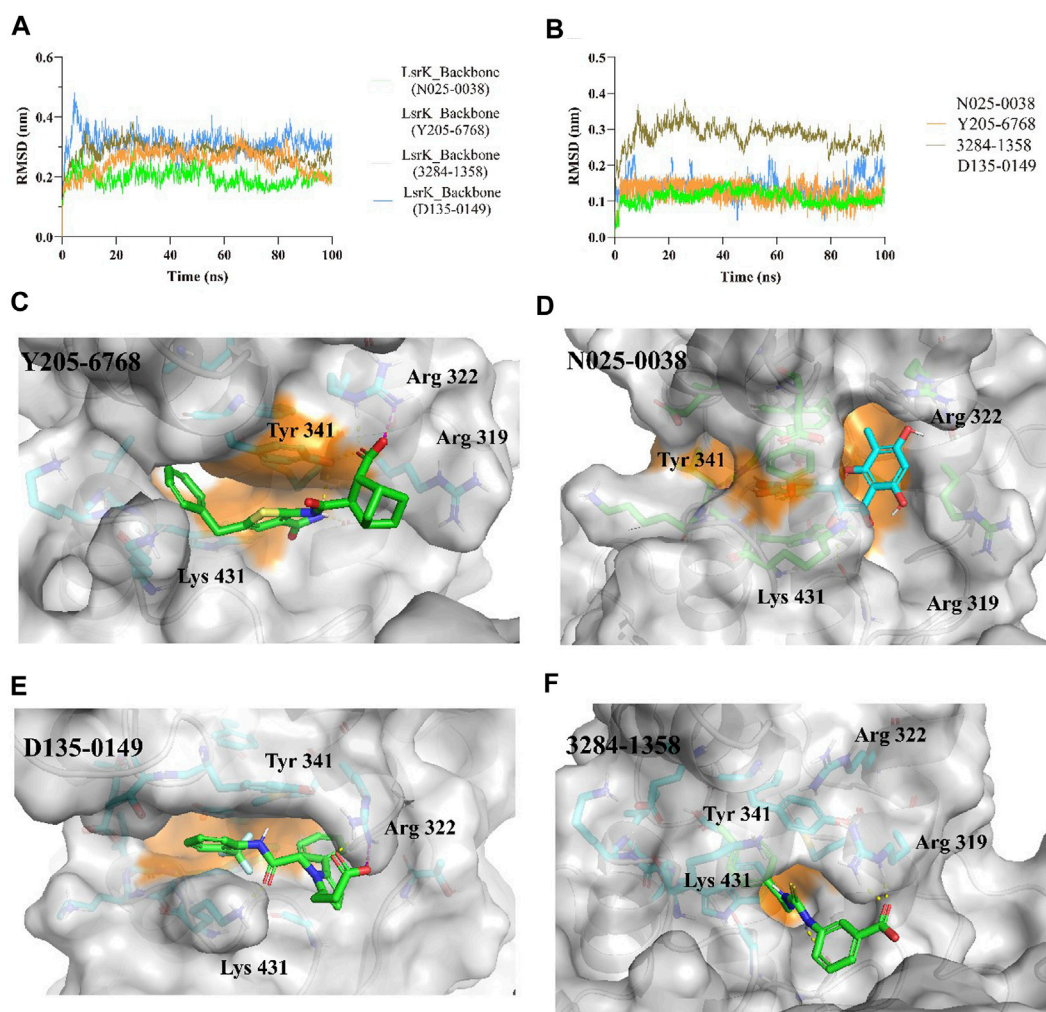 A
0.6
0.4
0.2
0.0
RMSD (nm)
0 20 40 60 80 100
Time (ns)
LsrK_Backbone
(N025-0038)
LsrK_Backbone
(Y205-6768)
LsrK_Backbone
(3284-1358)
LsrK_Backbone
(D135-0149)
B
0.5
0.4
0.3
0.2
0.1
0.0
RMSD (nm)
0 20 40 60 80 100
Time (ns)
N025-0038
Y205-6768
3284-1358
D135-0149
C
Y205-6768
Arg 322
Tyr 341
Arg 319
Lys 431
D
N025-0038
Arg 322
Tyr 341
Lys 431
Arg 319
E
D135-0149
Tyr 341
Arg 322
Lys 431
F
3284-1358
Arg 322
Tyr 341
Arg 319
Lys 431